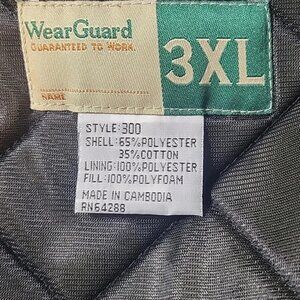 WearGuard
GUARANTEED TO WORK.
3XL
NAME
STYLE:300
SHELL:65%POLYESTER
35%COTTON
LINING:100%POLYESTER
FILL:100%POLYFOAM
MADE IN CAMBODIA
RN64288